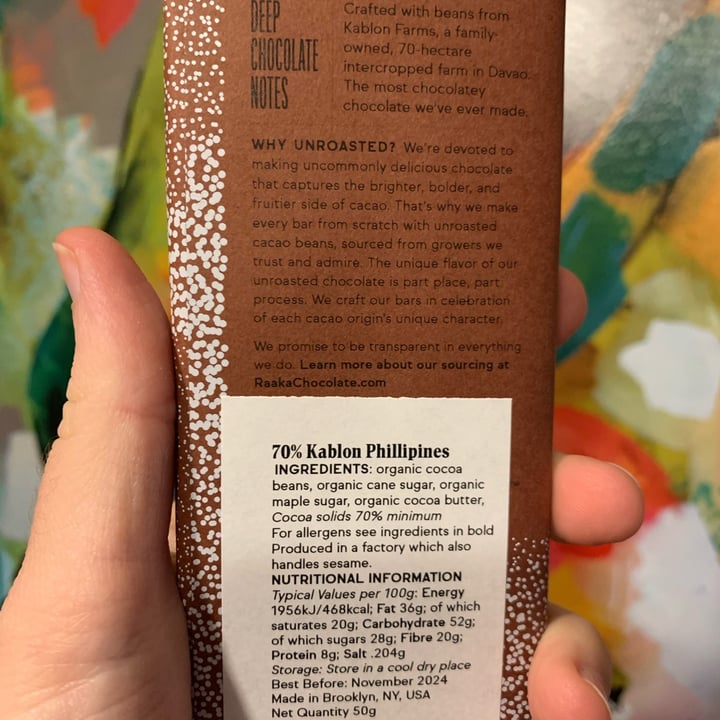 DEEP
CHOCOLATE
NOTES
Crafted with beans from
Kablon Farms, a family-
owned, 70-hectare
intercropped farm in Davao.
The most chocolatey
chocolate we've ever made.
WHY UNROASTED? We're devoted to
making uncommonly delicious chocolate
that captures the brighter, bolder, and
fruitier side of cacao. That's why we make
every bar from scratch with unroasted
cacao beans, sourced from growers we
trust and admire. The unique flavor of our
unroasted chocolate is part place, part
process. We craft our bars in celebration
of each cacao origin's unique character.
We promise to be transparent in everything
we do. Learn more about our sourcing at
RaakaChocolate.com
70% Kablon Phillipines
INGREDIENTS: organic cocoa
beans, organic cane sugar, organic
maple sugar, organic cocoa butter,
Cocoa solids 70% minimum
For allergens see ingredients in bold
Produced in a factory which also
handles sesame.
NUTRITIONAL INFORMATION
Typical Values per 100g: Energy
1956kJ/468kcal; Fat 36g; of which
saturates 20g; Carbohydrate 52g;
of which sugars 28g; Fibre 20g;
Protein 8g; Salt .204g
Storage: Store in a cool dry place
Best Before: November 2024
Made in Brooklyn, NY, USA
Net Quantity 50g